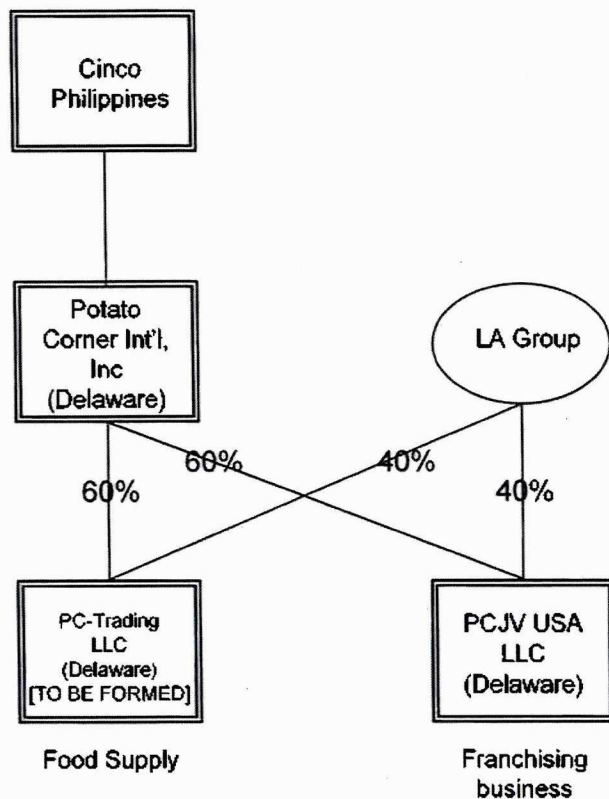 Cinco
Philippines
Potato
Corner Int'l,
Inc
(Delaware)
LA Group
60%
40%
60%
40%
PC-Trading
LLC
(Delaware)
[TO BE FORMED]
PCJV USA
LLC
(Delaware)
Food Supply
Franchising
business